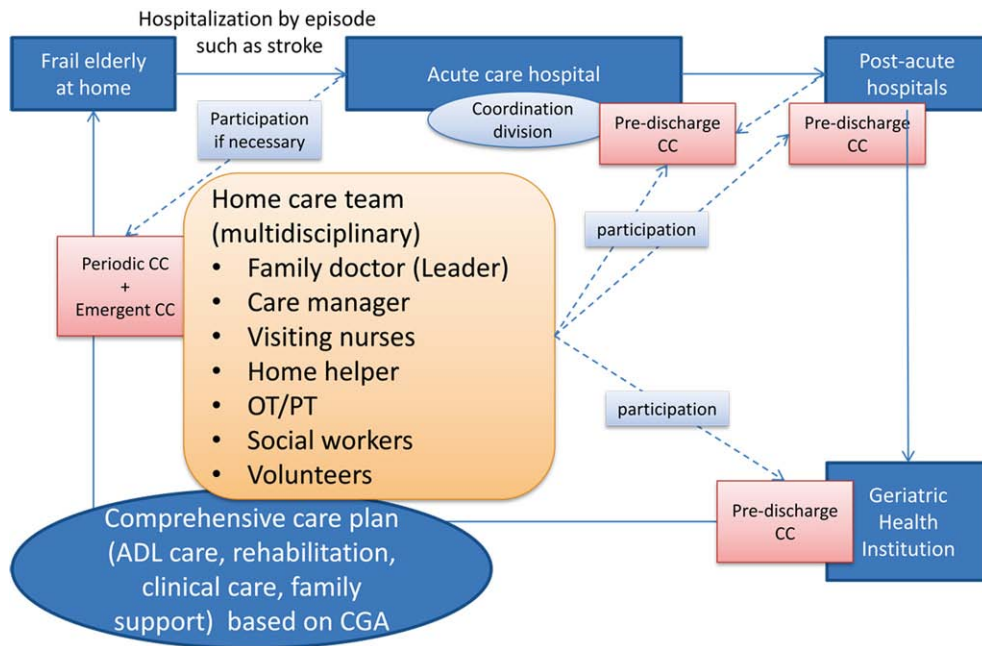 Hospitalization by episode
such as stroke
Frail elderly
at home
Acute care hospital
Post-acute
hospitals
Coordination
division
Pre-discharge
CC
Pre-discharge
CC
Participation
if necessary
Home care team
(multidisciplinary)
• Family doctor (Leader)
• Care manager
• Visiting nurses
• Home helper
• OT/PT
• Social workers
• Volunteers
participation
Periodic CC
+
Emergent CC
participation
Pre-discharge
CC
Geriatric
Health
Institution
Comprehensive care plan
(ADL care, rehabilitation,
clinical care, family
support) based on CGA